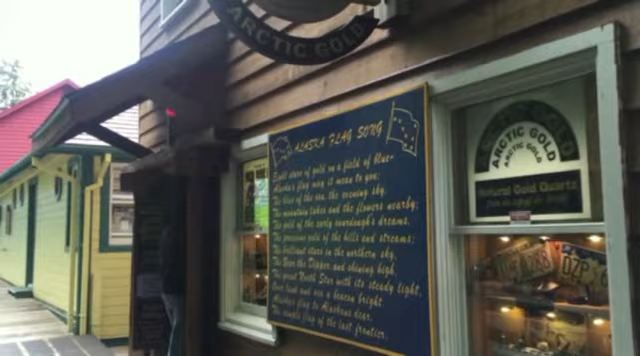 ARCTIC GOLD
ALASKA FLAG SONG
Eight stars of gold on a field of blue-
Alaska's flag may it mean to you;
The blue of the sea, the evening sky,
The mountain lakes and the flowers nearby;
The gold of the early sourdough's dreams,
The precious gold of the hills and streams;
The brilliant stars in the northern sky,
The Bear the Dipper and shining high,
The great North Star with its steady light,
Over land and sea a beacon bright
Alaska's flag to Alaskans dear,
The simple flag of the last frontier.
ARCTIC GOLD
ARCTIC GOLD
Natural Gold Quartz